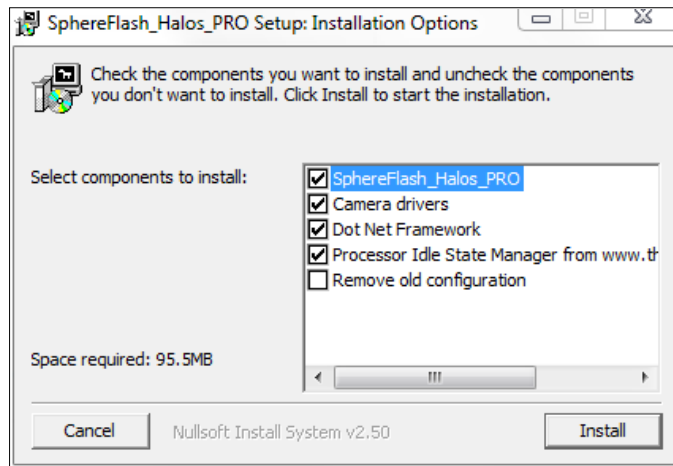 SphereFlash_Halos_PRO Setup: Installation Options
Check the components you want to install and uncheck the components
you don't want to install. Click Install to start the installation.
Select components to install:
SphereFlash_Halos_PRO
Camera drivers
Dot Net Framework
Processor Idle State Manager from www.th
Remove old configuration
Space required: 95.5MB
Cancel
Nullsoft Install System v2.50
Install